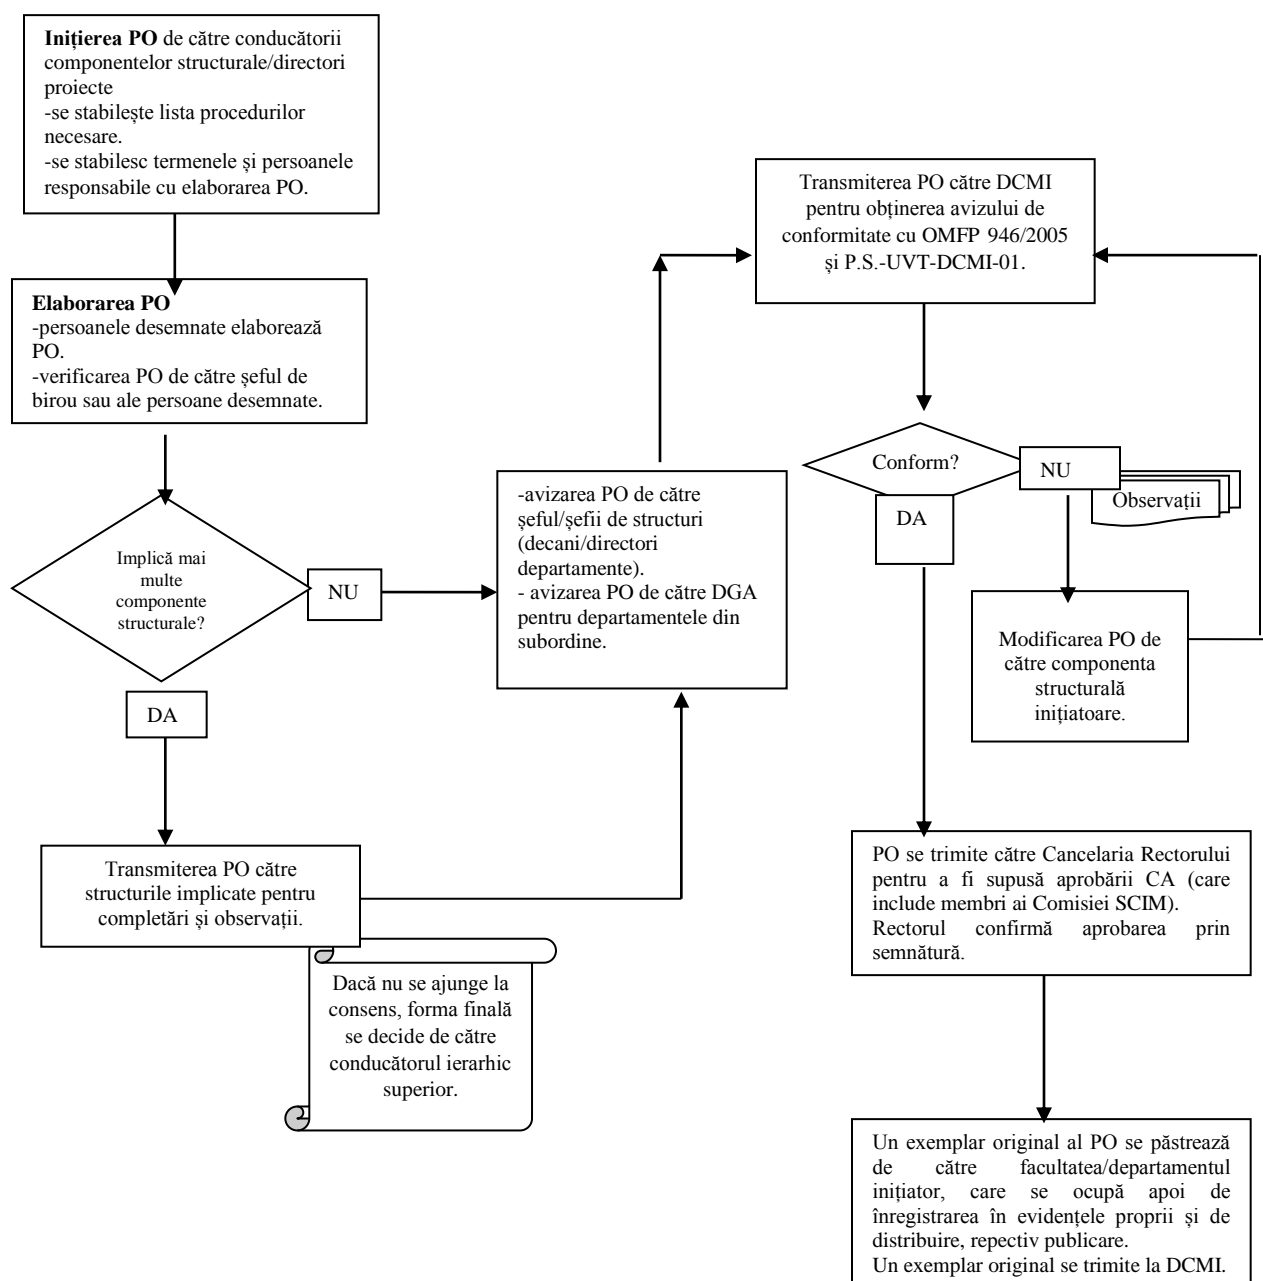 Inițierea PO de către conducătorii
componentelor structurale/directori
proiecte
-se stabilește lista procedurilor
necesare.
-se stabilesc termenele și persoanele
responsabile cu elaborarea PO.
Elaborarea PO
-persoanele desemnate elaborează
PO.
-verificarea PO de către șeful de
birou sau ale persoane desemnate.
Implică mai
multe
componente
structurale?
NU
DA
Transmiterea PO către
structurile implicate pentru
completări și observații.
Dacă nu se ajunge la
consens, forma finală
se decide de către
conducătorul ierarhic
superior.
-avizarea PO de către
șeful/șefii de structuri
(decani/directori
departamente).
- avizarea PO de către DGA
pentru departamentele din
subordine.
Transmiterea PO către DCMI
pentru obținerea avizului de
conformitate cu OMFP 946/2005
și P.S.-UVT-DCMI-01.
Conform?
NU
Observații
DA
Modificarea PO de
către componenta
structurală
inițiatoare.
PO se trimite către Cancelaria Rectorului
pentru a fi supusă aprobării CA (care
include membri ai Comisiei SCIM).
Rectorul confirmă aprobarea prin
semnătură.
Un exemplar original al PO se păstrează
de către facultatea/departamentul
inițiator, care se ocupă apoi de
înregistrarea în evidențele proprii și de
distribuire, repectiv publicare.
Un exemplar original se trimite la DCMI.